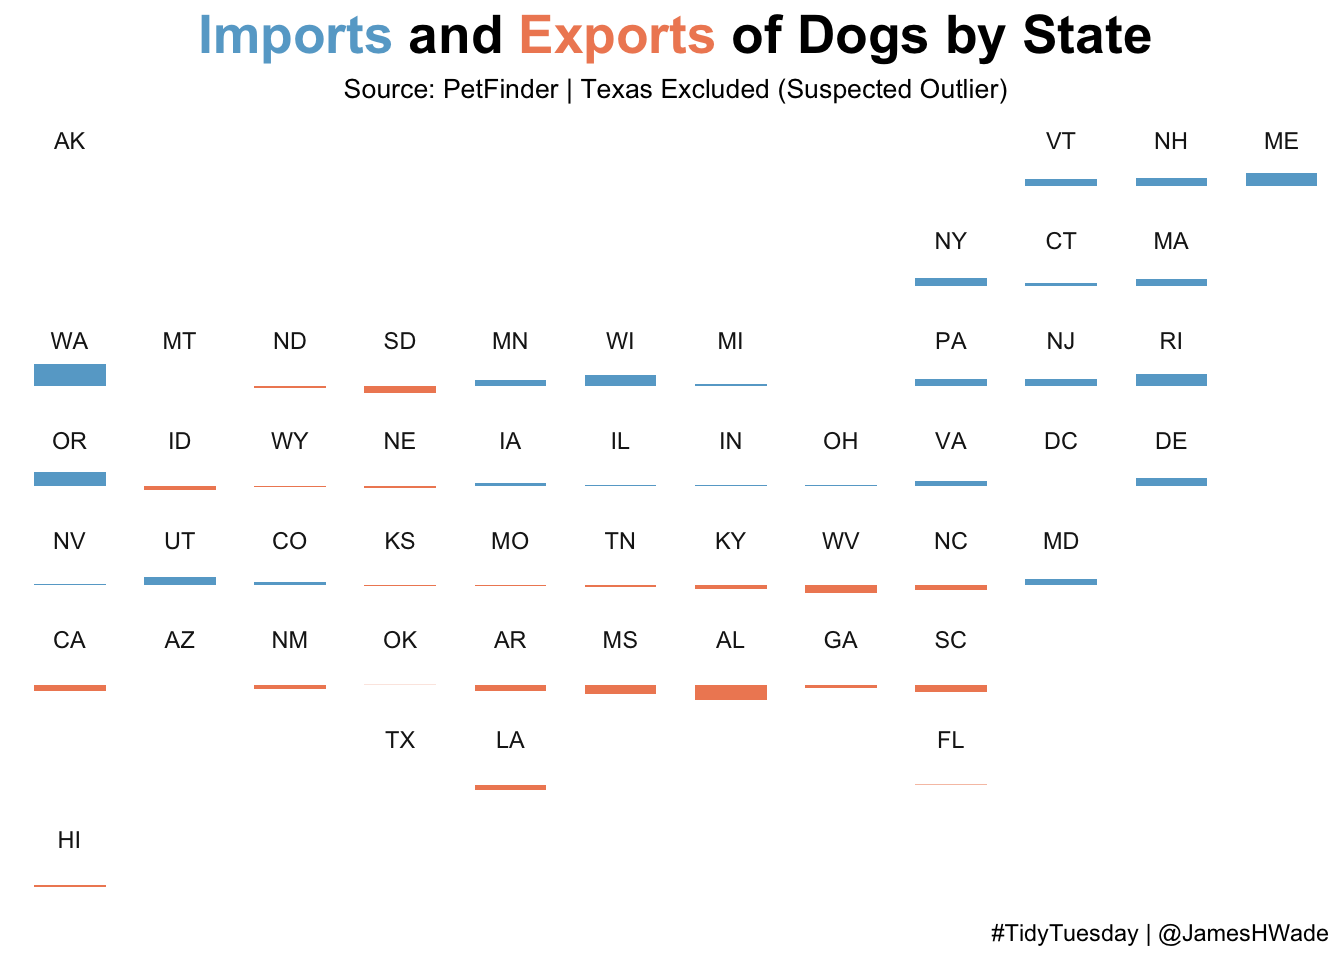 Imports and Exports of Dogs by State
Source: PetFinder | Texas Excluded (Suspected Outlier)
AK VT NH ME
NY CT MA
WA MT ND SD MN WI MI PA NJ RI
OR ID WY NE IA IL IN OH VA DC DE
NV UT CO KS MO TN KY WV NC MD
CA AZ NM OK AR MS AL GA SC
TX LA FL
HI
#TidyTuesday | @JamesHWade